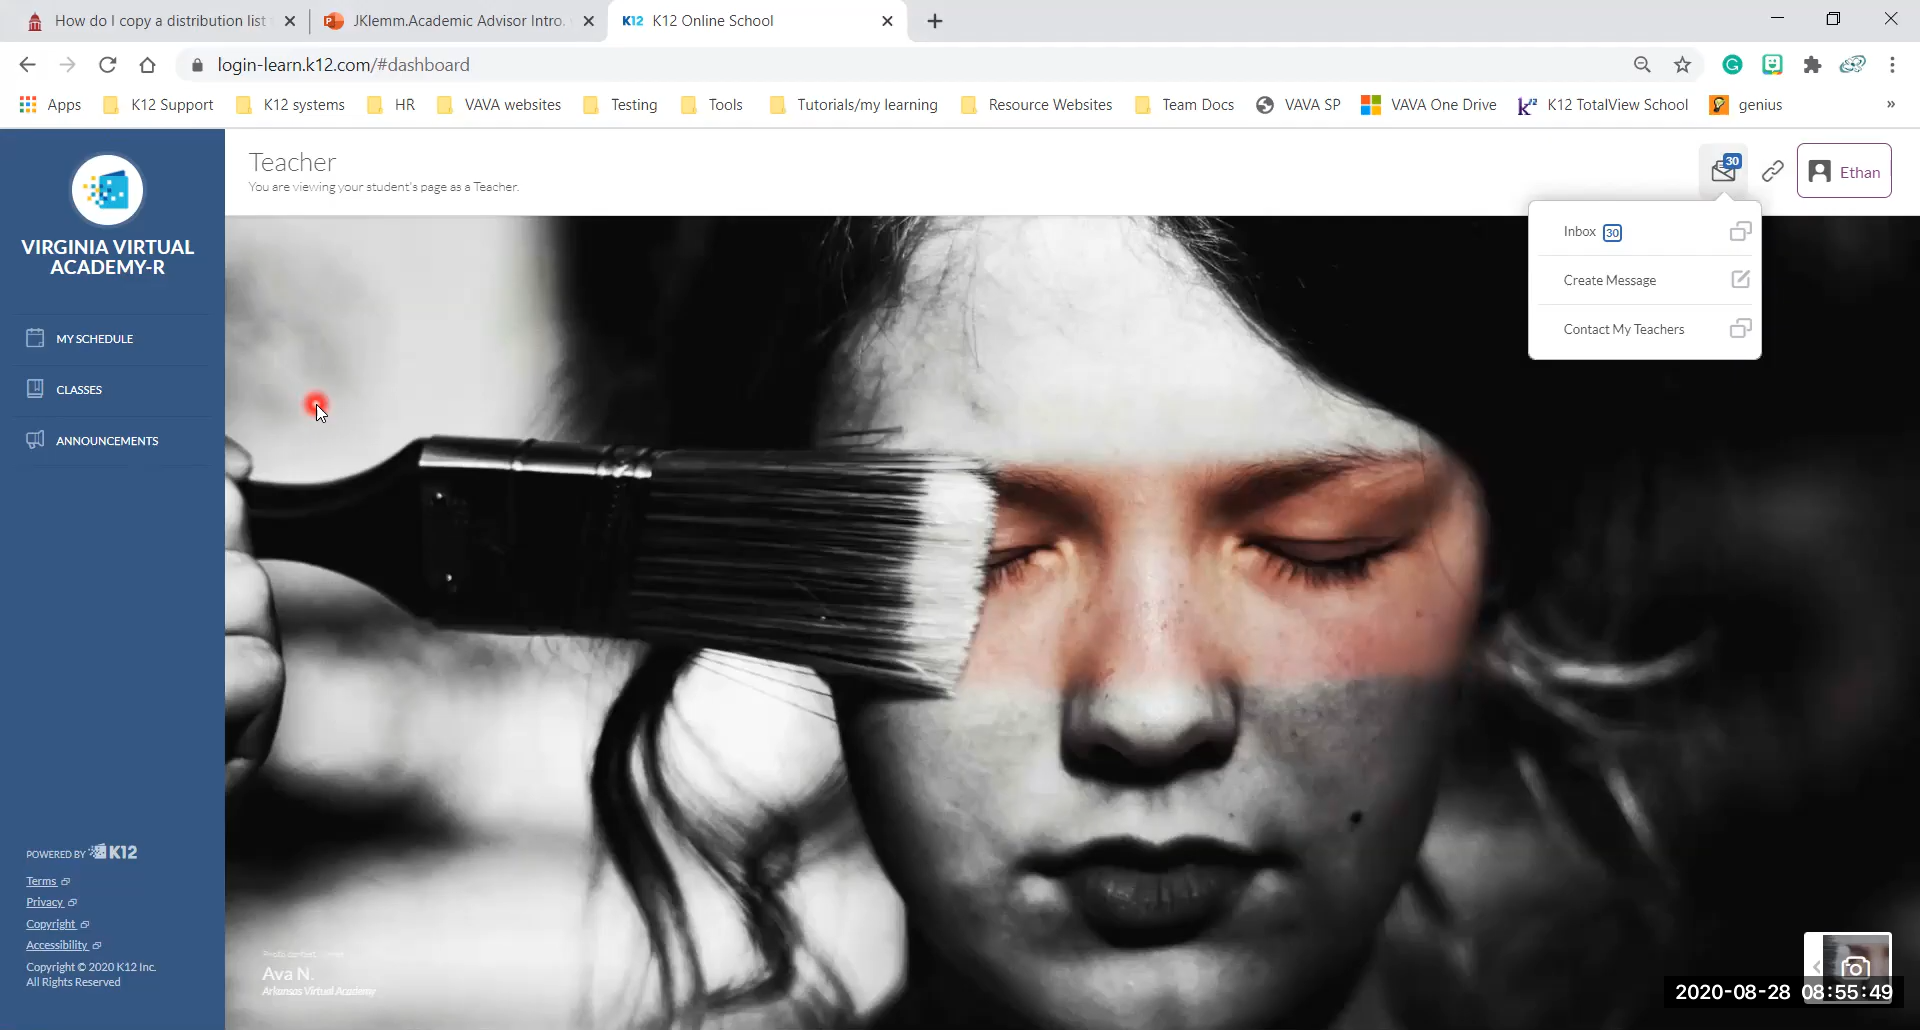 How do I copy a distribution list
JKlemm.Academic Advisor Intro.
K12 K12 Online School
login-learn.k12.com/#dashboard
Apps K12 Support K12 systems HR VAVA websites Testing Tools Tutorials/my learning Resource Websites Team Docs VAVA SP VAVA One Drive K12 TotalView School genius »
VIRGINIA VIRTUAL
ACADEMY-R
MY SCHEDULE
CLASSES
ANNOUNCEMENTS
POWERED BY K12
Terms
Privacy
Copyright
Accessibility
Copyright © 2020 K12 Inc.
All Rights Reserved
Teacher
You are viewing your student's page as a Teacher.
30
Ethan
Inbox 30
Create Message
Contact My Teachers
Ava N.
Arkansas Virtual Academy
2020-08-28 08:55:49